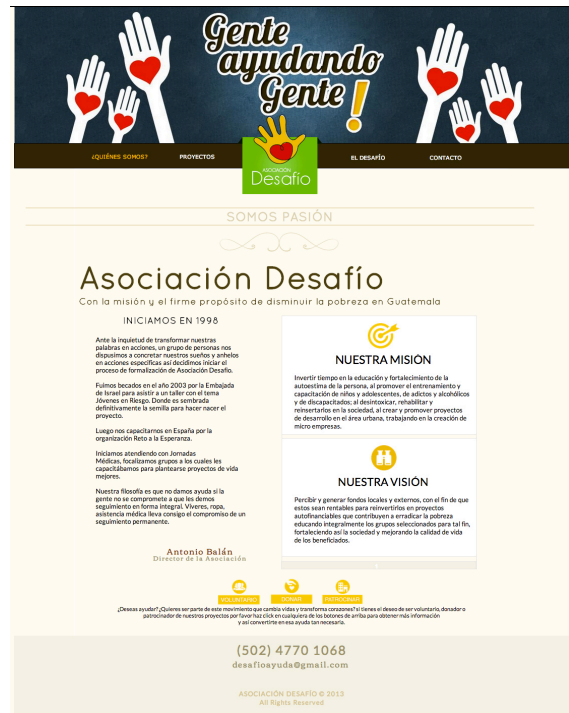 Gente
ayudando
Gente!
¿QUIÉNES SOMOS?
PROYECTOS
ASOCIACIÓN
Desafío
EL DESAFÍO
CONTACTO
SOMOS PASIÓN
Asociación Desafío
Con la misión y el firme propósito de disminuir la pobreza en Guatemala
INICIAMOS EN 1998
Ante la inquietud de transformar nuestras
palabras en acciones, un grupo de personas nos
dispusimos a concretar nuestros sueños y anhelos
en acciones específicas así decidimos iniciar el
proceso de formalización de Asociación Desafío.
Fuimos becados en el año 2003 por la Embajada
de Israel para asistir a un taller con el tema
Jóvenes en Riesgo. Donde es sembrada
definitivamente la semilla para hacer nacer el
proyecto.
Luego nos capacitarnos en España por la
organización Reto a la Esperanza.
Iniciamos atendiendo con Jornadas
Médicas, focalizamos grupos a los cuales les
capacitábamos para plantearse proyectos de vida
mejores.
Nuestra filosofía es que no damos ayuda si la
gente no se compromete a que les demos
seguimiento en forma integral. Víveres, ropa,
asistencia médica lleva consigo el compromiso de un
seguimiento permanente.
Antonio Balán
Director de la Asociación
NUESTRA MISIÓN
Invertir tiempo en la educación y fortalecimiento de la
autoestima de la persona, al promover el entrenamiento y
capacitación de niños y adolescentes, de adictos y alcohólicos
y de discapacitados; al desintoxicar, rehabilitar y
reinsertarlos en la sociedad, al crear y promover proyectos
de desarrollo en el área urbana, trabajando en la creación de
micro empresas.
NUESTRA VISIÓN
Percibir y generar fondos locales y externos, con el fin de que
estos sean rentables para reinvertirlos en proyectos
autofinanciables que contribuyen a erradicar la pobreza
educando integralmente los grupos seleccionados para tal fin,
fortaleciendo así la sociedad y mejorando la calidad de vida
de los beneficiados.
VOLUNTARIO
DONAR
PATROCINAR
¿Deseas ayudar? ¿Quieres ser parte de este movimiento que cambia vidas y transforma corazones? si tienes el deseo de ser voluntario, donador o
patrocinador de nuestros proyectos por favor haz click en cualquiera de los botones de arriba para obtener más información
y así convertirte en esa ayuda tan necesaria.
(502) 4770 1068
desafioayuda@gmail.com
ASOCIACIÓN DESAFÍO © 2013
All Rights Reserved